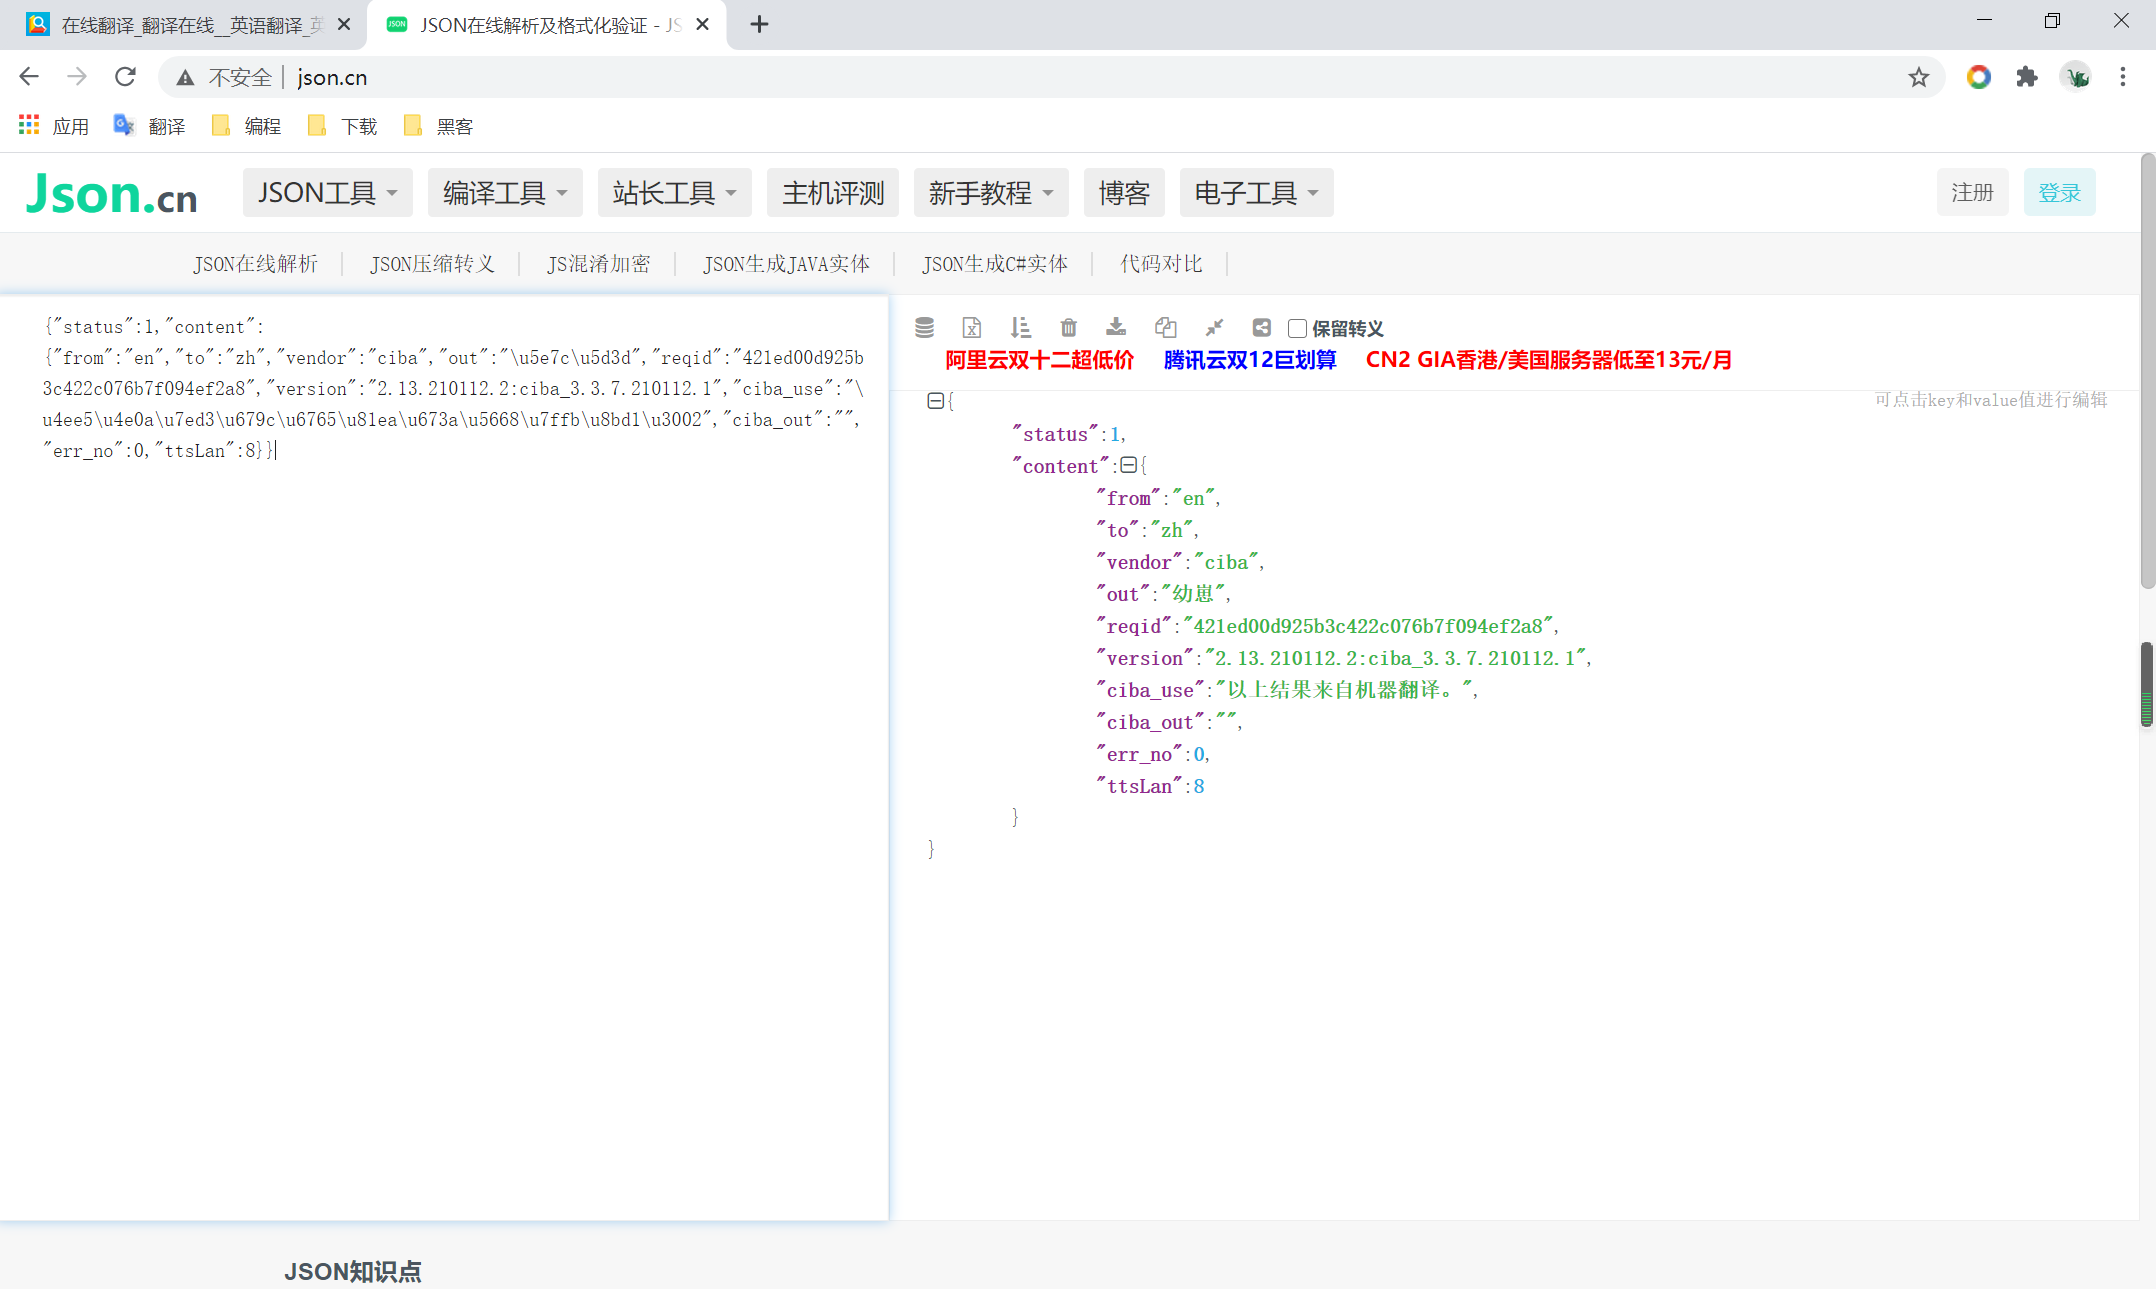 在线翻译_翻译在线__英语翻译_英
JSON在线解析及格式化验证 - JS
不安全 json.cn
应用 翻译 编程 下载 黑客
Json.cn JSON工具 编译工具 站长工具 主机评测 新手教程 博客 电子工具 注册 登录
JSON在线解析 JSON压缩转义 JS混淆加密 JSON生成JAVA实体 JSON生成C#实体 代码对比
{"status":1,"content":
{"from":"en","to":"zh","vendor":"ciba","out":"\u5e7c\u5d3d","reqid":"421ed00d925b
3c422c076b7f094ef2a8","version":"2.13.210112.2:ciba_3.3.7.210112.1","ciba_use":"\
u4ee5\u4e0a\u7ed3\u679c\u6765\u81ea\u673a\u5668\u7ffb\u8bd1\u3002","ciba_out":"",
"err_no":0,"ttsLan":8}}
保留转义
阿里云双十二超低价 腾讯云双12巨划算 CN2 GIA香港/美国服务器低至13元/月
可点击key和value值进行编辑
{
"status":1,
"content":{
"from":"en",
"to":"zh",
"vendor":"ciba",
"out":"幼崽",
"reqid":"421ed00d925b3c422c076b7f094ef2a8",
"version":"2.13.210112.2:ciba_3.3.7.210112.1",
"ciba_use":"以上结果来自机器翻译。",
"ciba_out":"",
"err_no":0,
"ttsLan":8
}
}
JSON知识点